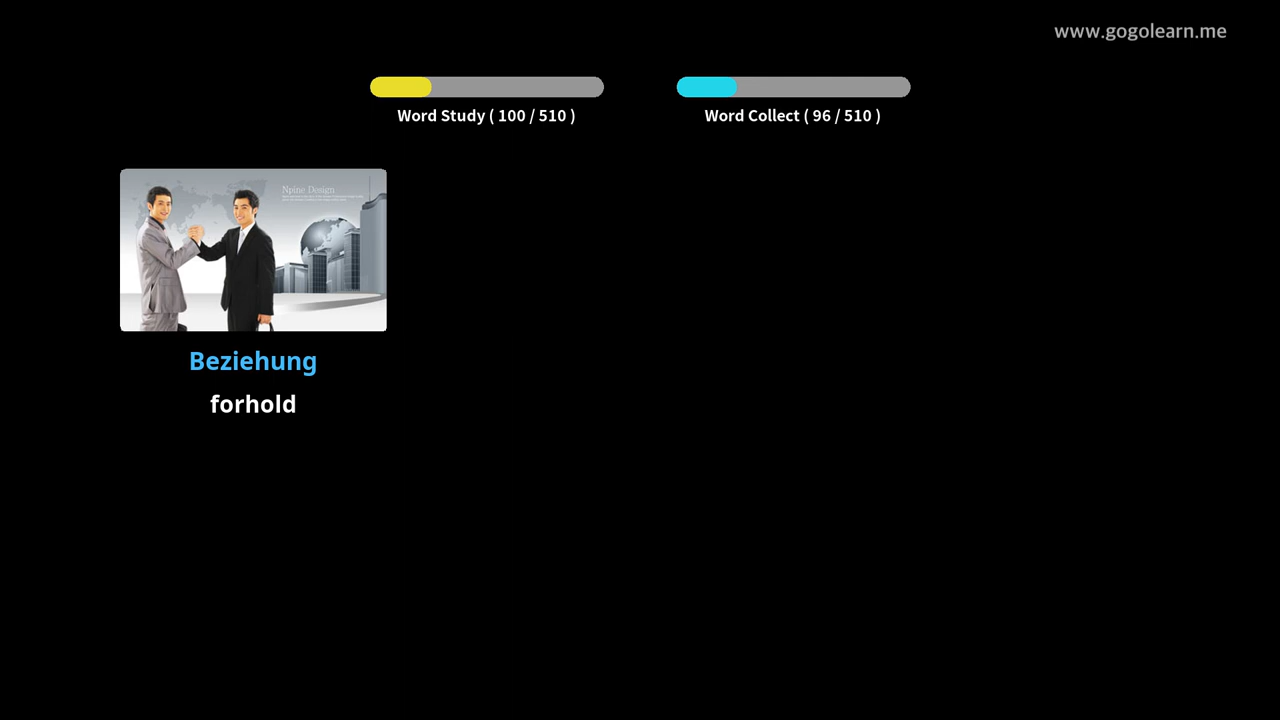 www.gogolearn.me
Word Study ( 100 / 510 )
Word Collect ( 96 / 510 )
Npine Design
Beziehung
forhold